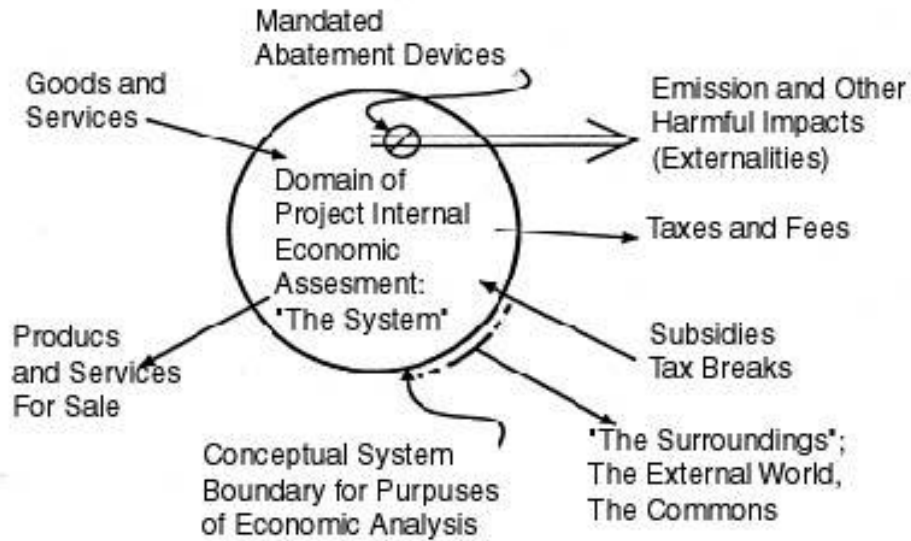 Mandated
Abatement Devices
Goods and
Services
Emission and Other
Harmful Impacts
(Externalities)
Domain of
Project Internal
Economic
Assesment:
"The System"
Taxes and Fees
Producs
and Services
For Sale
Subsidies
Tax Breaks
Conceptual System
Boundary for Purpuses
of Economic Analysis
"The Surroundings";
The External World,
The Commons